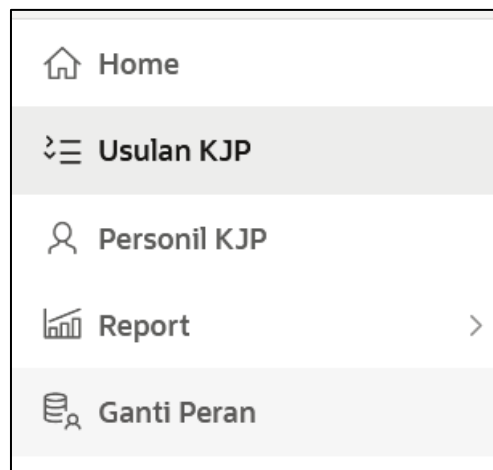 Home
Usulan KJP
Personil KJP
Report
Ganti Peran